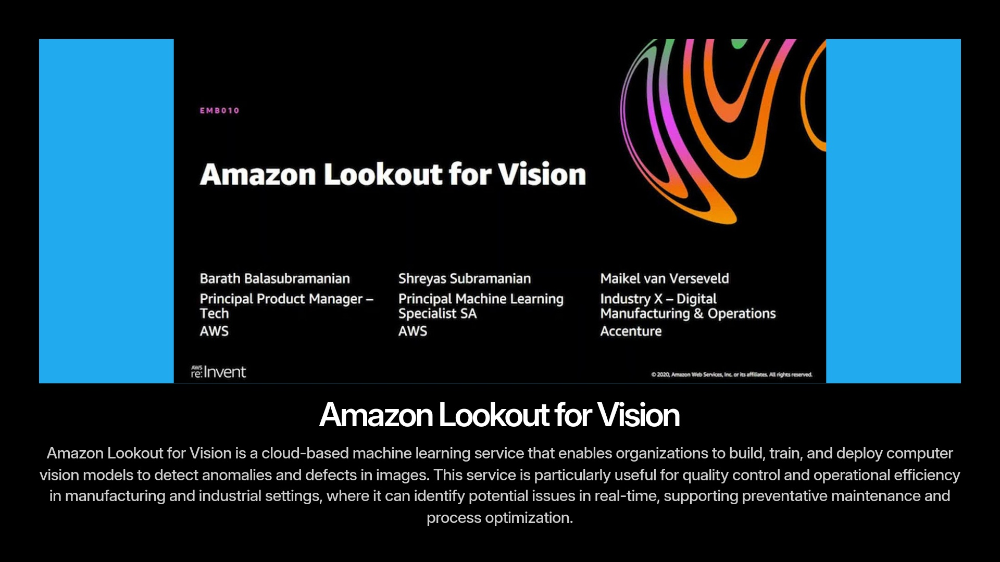 EMB010
Amazon Lookout for Vision
Barath Balasubramanian
Principal Product Manager –
Tech
AWS
Shreyas Subramanian
Principal Machine Learning
Specialist SA
AWS
Maikel van Verseveld
Industry X – Digital
Manufacturing & Operations
Accenture
AWS
re:Invent
© 2020, Amazon Web Services, Inc. or its affiliates. All rights reserved.
Amazon Lookout for Vision
Amazon Lookout for Vision is a cloud-based machine learning service that enables organizations to build, train, and deploy computer
vision models to detect anomalies and defects in images. This service is particularly useful for quality control and operational efficiency
in manufacturing and industrial settings, where it can identify potential issues in real-time, supporting preventative maintenance and
process optimization.